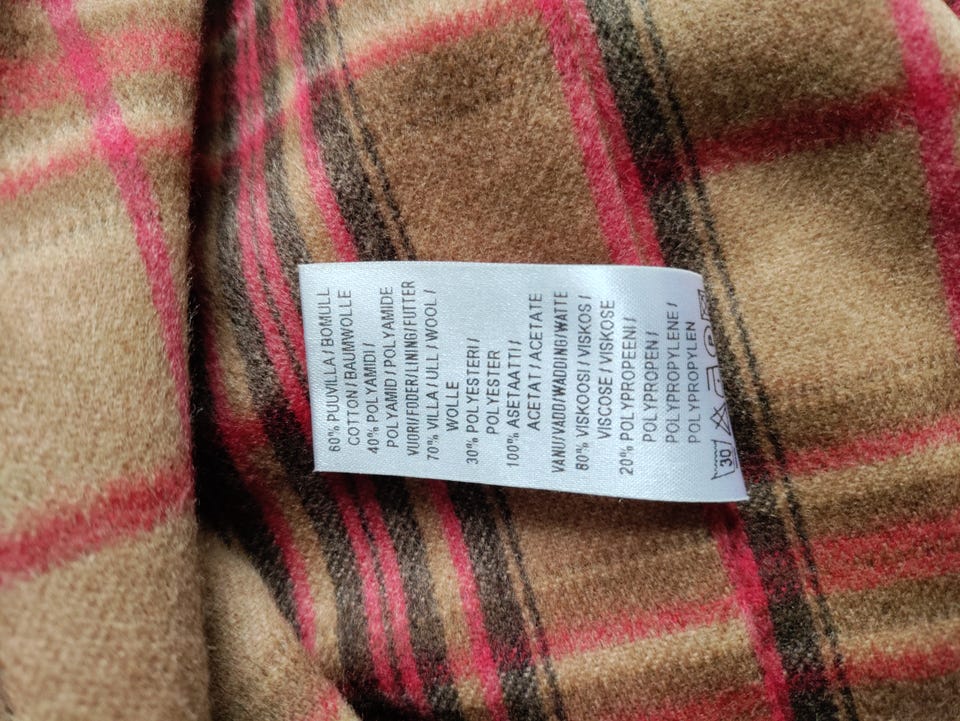 60% PUUVILLA / BOMULL
COTTON / BAUMWOLLE
40% POLYAMIDI /
POLYAMID / POLYAMIDE
VUORI/FODER/LINING/FUTTER
70% VILLA / ULL / WOOL /
WOLLE
30% POLYESTERI /
POLYESTER
100% ASETAATTI /
ACETAT / ACETATE
VANU/VADD/WADDING/WATTE
80% VISKOOSI / VISKOS /
VISCOSE / VISKOSE
20% POLYPROPEENI /
POLYPROPEN /
POLYPROPYLENE /
POLYPROPYLEN
30 P